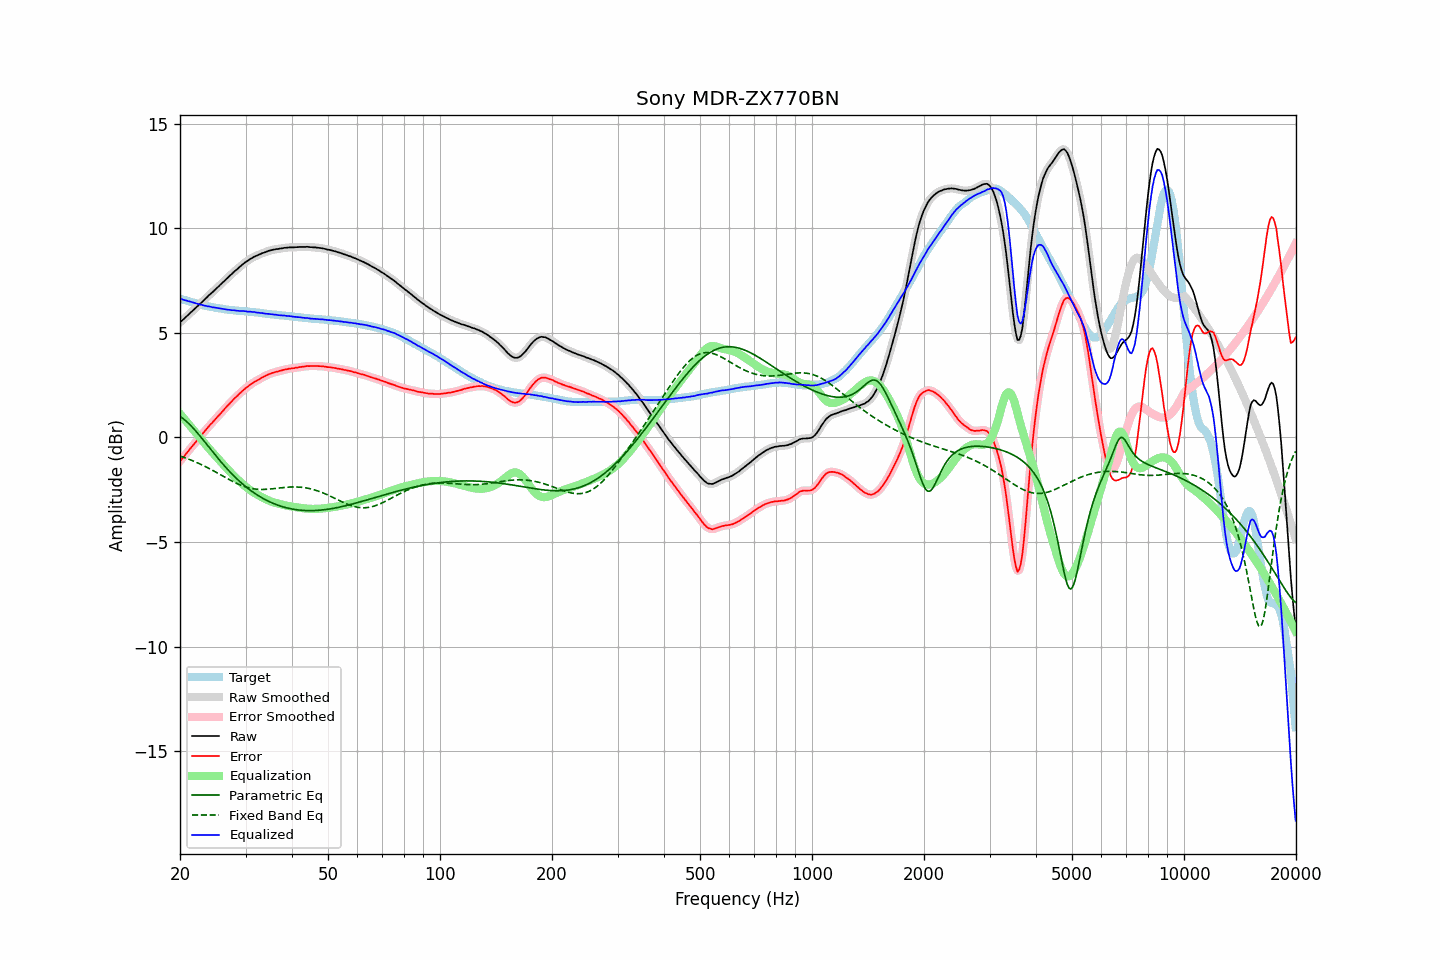 Sony MDR-ZX770BN
Amplitude (dBr)
15
10
5
0
−5
−10
−15
Target
Raw Smoothed
Error Smoothed
Raw
Error
Equalization
Parametric Eq
Fixed Band Eq
Equalized
20 50 100 200 500 1000 2000 5000 10000 20000
Frequency (Hz)